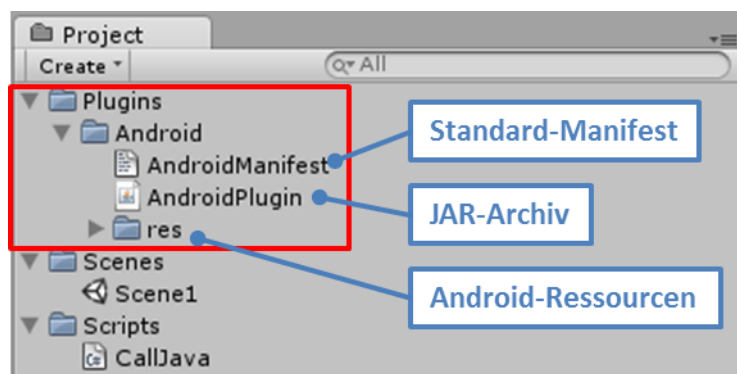 Project
Create
All
Plugins
Android
AndroidManifest
Standard-Manifest
AndroidPlugin
JAR-Archiv
res
Scenes
Android-Ressourcen
Scene1
Scripts
C#
CallJava